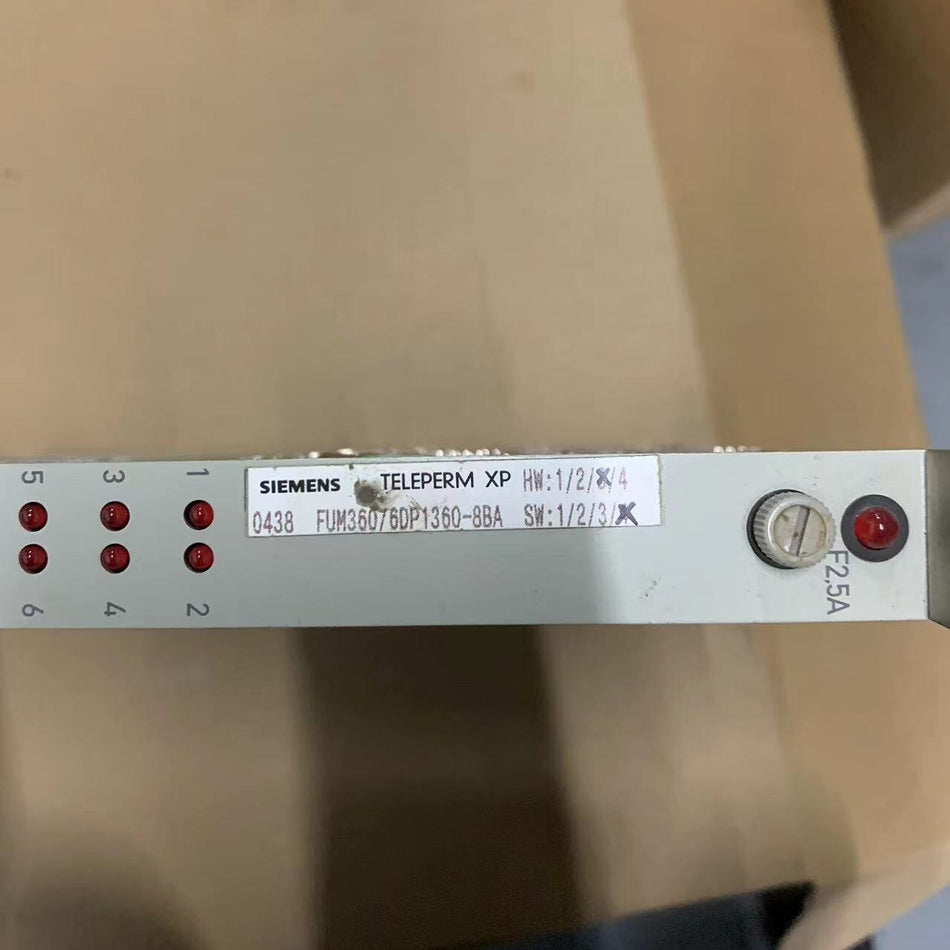 5 3 1
SIEMENS TELEPERM XP HW:1/2/X/4
0438 FUM360/6DP1360-8BA SW:1/2/3/X
6 4 2
F2,5A